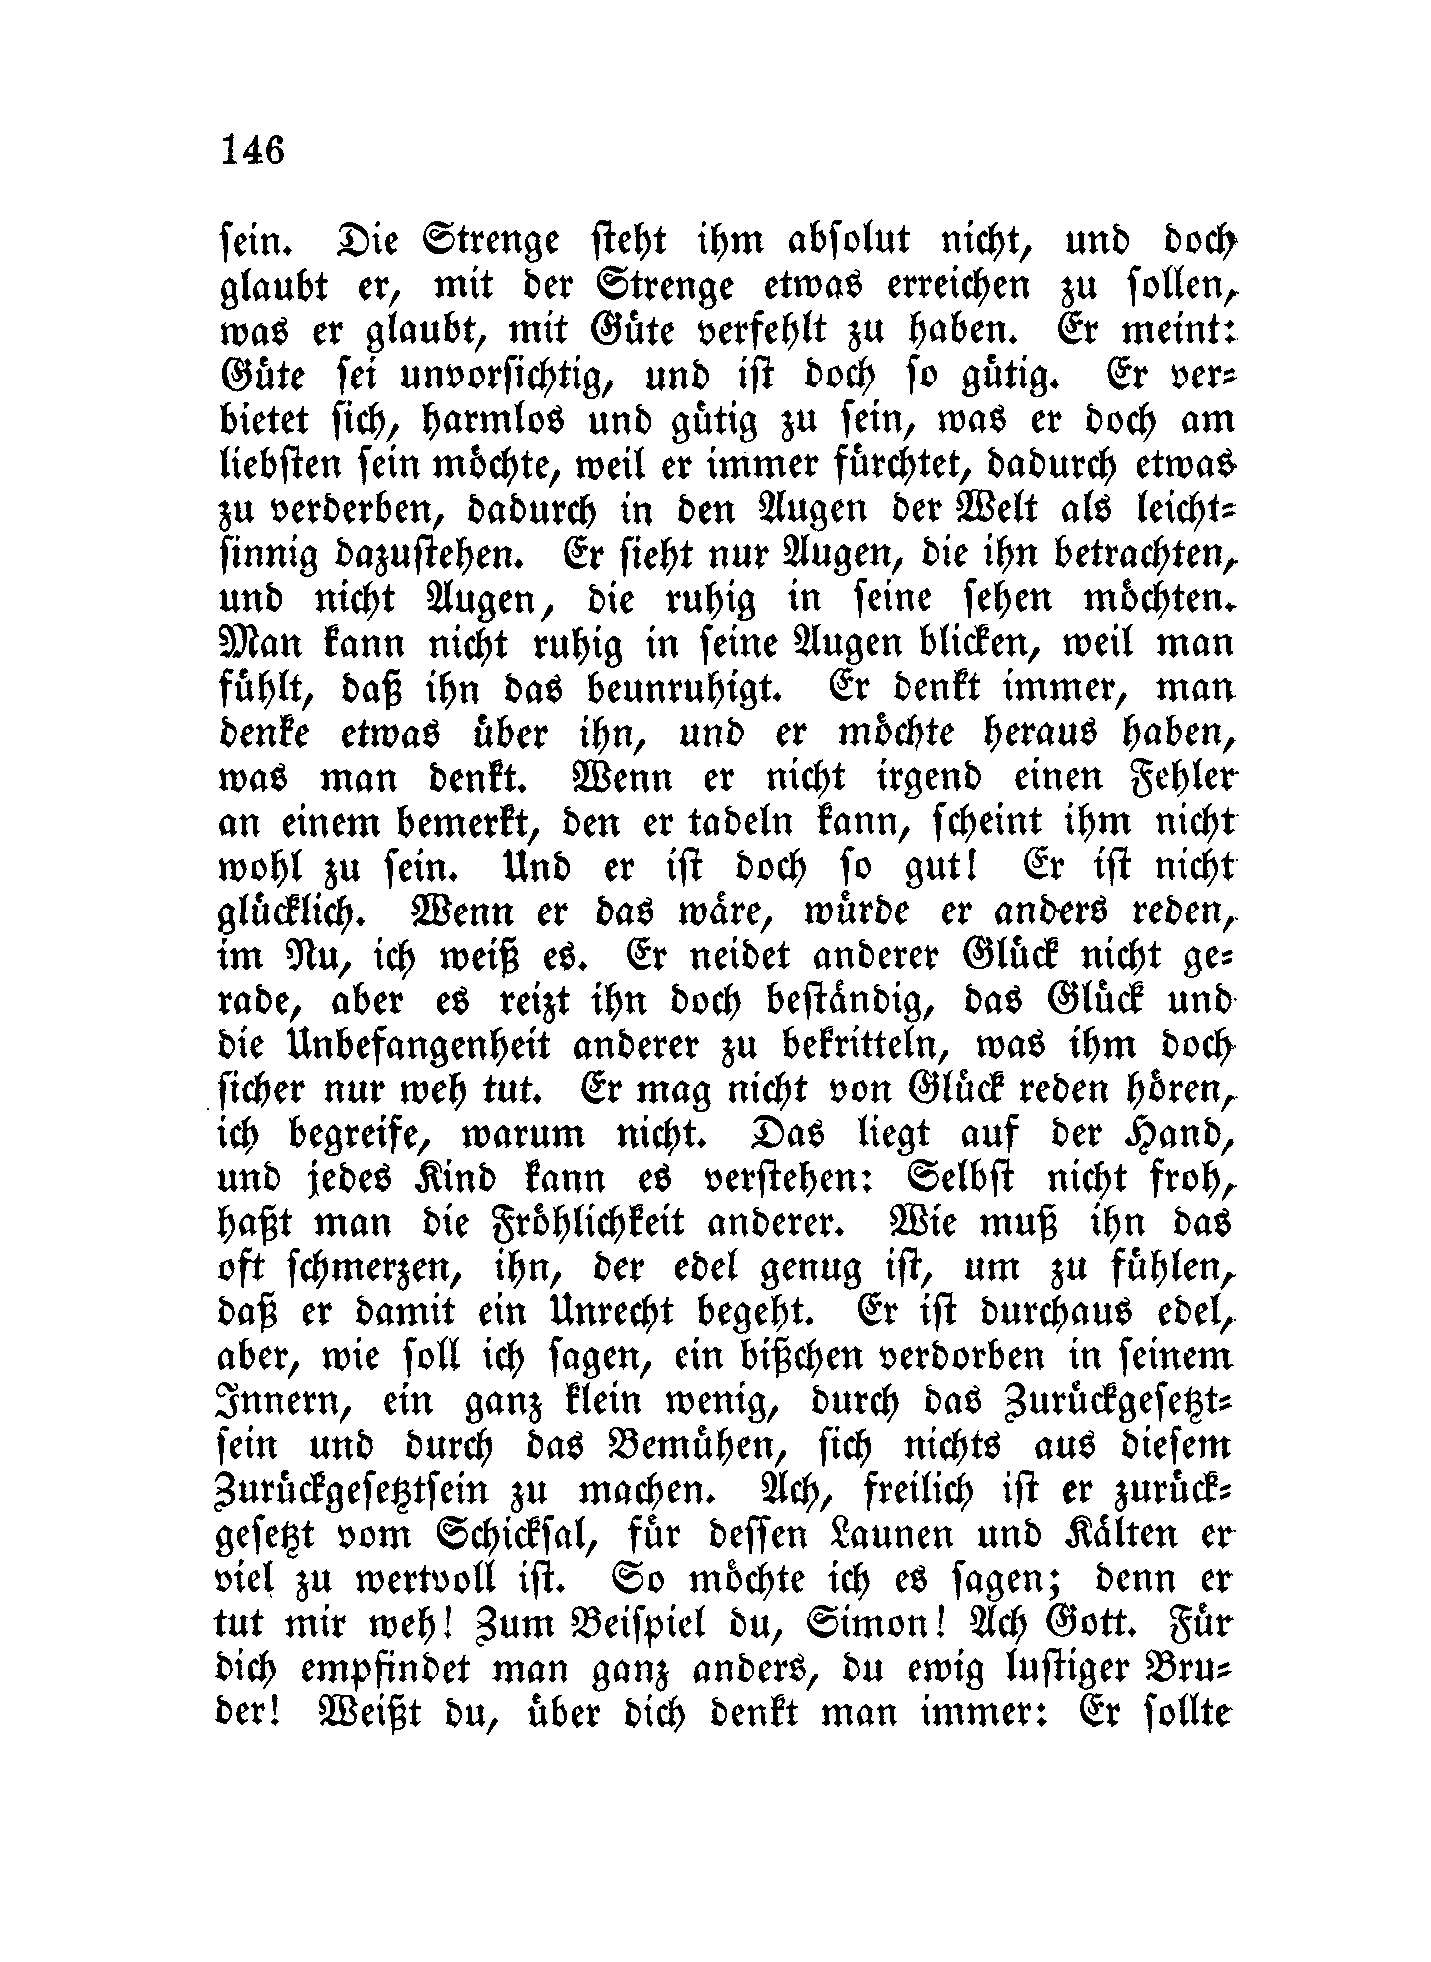 146
sein. Die Strenge steht ihm absolut nicht, und doch
glaubt er, mit der Strenge etwas erreichen zu sollen,
was er glaubt, mit Güte verfehlt zu haben. Er meint:
Güte sei unvorsichtig, und ist doch so gütig. Er ver-
bietet sich, harmlos und gütig zu sein, was er doch am
liebsten sein möchte, weil er immer fürchtet, dadurch etwas
zu verderben, dadurch in den Augen der Welt als leicht-
sinnig dazustehen. Er sieht nur Augen, die ihn betrachten,
und nicht Augen, die ruhig in seine sehen möchten.
Man kann nicht ruhig in seine Augen blicken, weil man
fühlt, daß ihn das beunruhigt. Er denkt immer, man
denke etwas über ihn, und er möchte heraus haben,
was man denkt. Wenn er nicht irgend einen Fehler
an einem bemerkt, den er tadeln kann, scheint ihm nicht
wohl zu sein. Und er ist doch so gut! Er ist nicht
glücklich. Wenn er das wäre, würde er anders reden,
im Nu, ich weiß es. Er neidet anderer Glück nicht ge-
rade, aber es reizt ihn doch beständig, das Glück und
die Unbefangenheit anderer zu bekritteln, was ihm doch
sicher nur weh tut. Er mag nicht von Glück reden hören,
ich begreife, warum nicht. Das liegt auf der Hand,
und jedes Kind kann es verstehen: Selbst nicht froh,
haßt man die Fröhlichkeit anderer. Wie muß ihn das
oft schmerzen, ihn, der edel genug ist, um zu fühlen,
daß er damit ein Unrecht begeht. Er ist durchaus edel,
aber, wie soll ich sagen, ein bißchen verdorben in seinem
Innern, ein ganz klein wenig, durch das Zurückgesetzt-
sein und durch das Bemühen, sich nichts aus diesem
Zurückgesetztsein zu machen. Ach, freilich ist er zurück-
gesetzt vom Schicksal, für dessen Launen und Kälten er
viel zu wertvoll ist. So möchte ich es sagen; denn er
tut mir weh! Zum Beispiel du, Simon! Ach Gott. Für
dich empfindet man ganz anders, du ewig lustiger Bru-
der! Weißt du, über dich denkt man immer: Er sollte